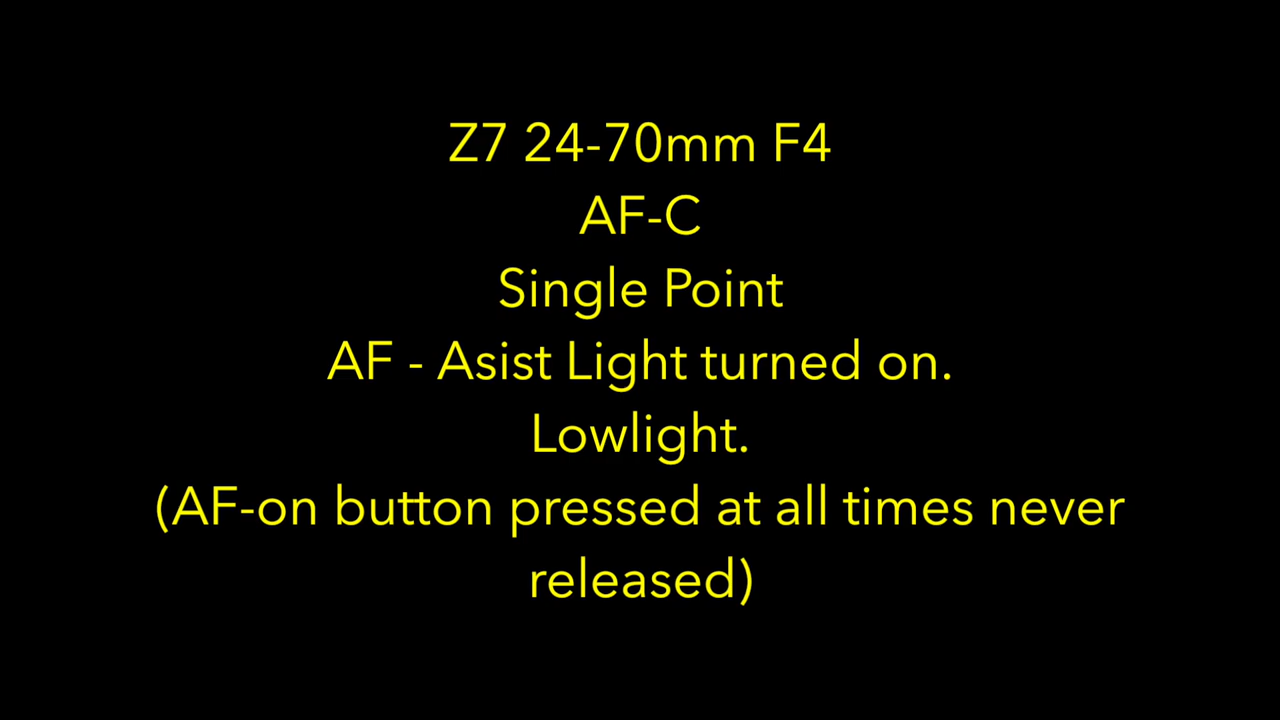 Z7 24-70mm F4
AF-C
Single Point
AF - Asist Light turned on.
Lowlight.
(AF-on button pressed at all times never
released)